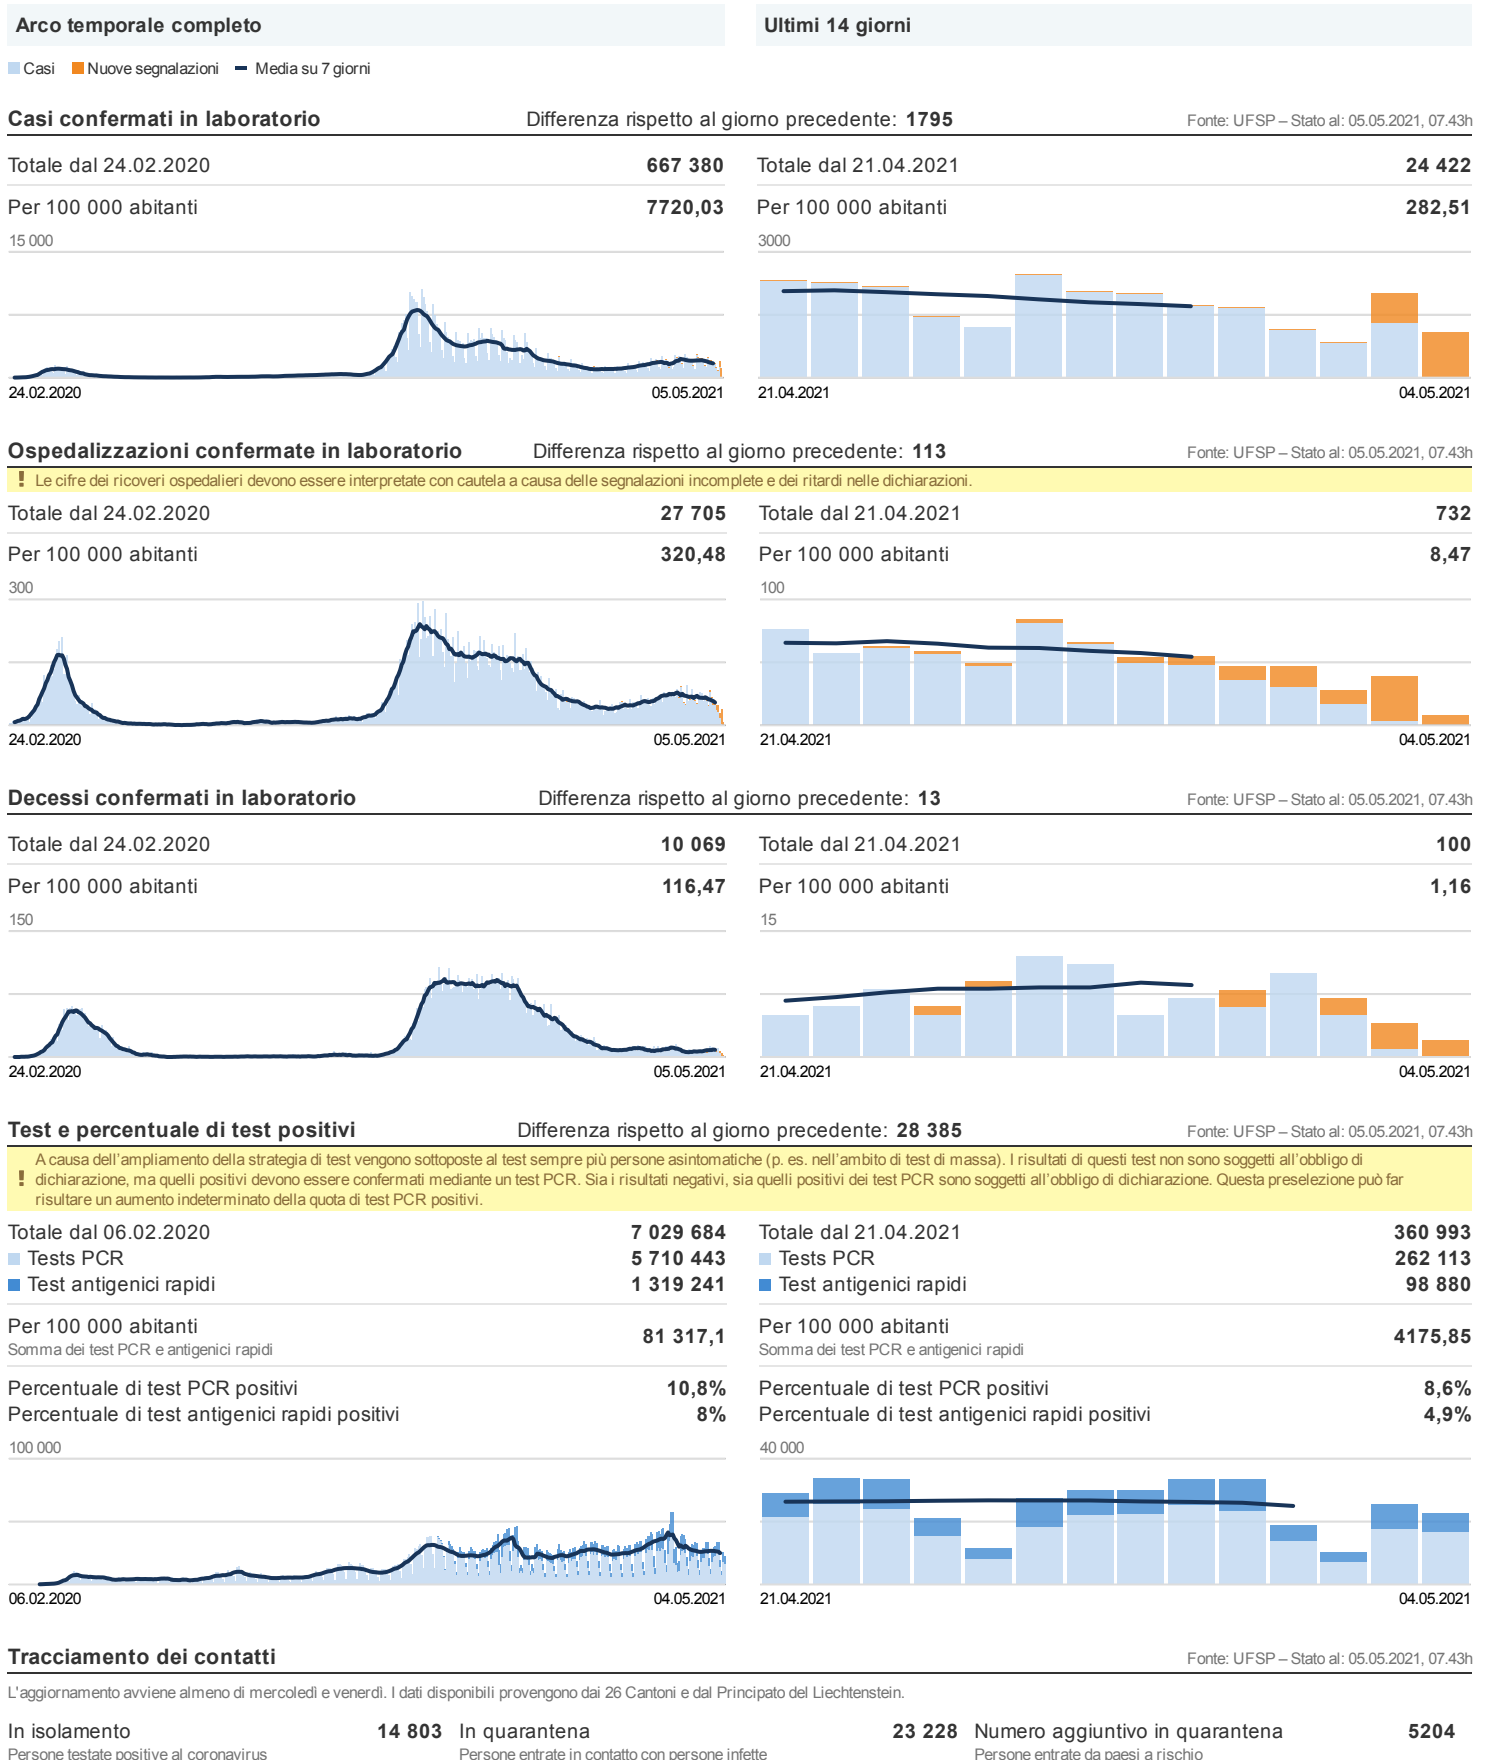 Arco temporale completo
Ultimi 14 giorni
Casi Nuove segnalazioni Media su 7 giorni
Casi confermati in laboratorio Differenza rispetto al giorno precedente: 1795 Fonte: UFSP – Stato al: 05.05.2021, 07.43h
Totale dal 24.02.2020 667 380
Per 100 000 abitanti 7720,03
15 000
24.02.2020 05.05.2021
Totale dal 21.04.2021 24 422
Per 100 000 abitanti 282,51
3000
21.04.2021 04.05.2021
Ospedalizzazioni confermate in laboratorio Differenza rispetto al giorno precedente: 113 Fonte: UFSP – Stato al: 05.05.2021, 07.43h
! Le cifre dei ricoveri ospedalieri devono essere interpretate con cautela a causa delle segnalazioni incomplete e dei ritardi nelle dichiarazioni.
Totale dal 24.02.2020 27 705
Per 100 000 abitanti 320,48
300
24.02.2020 05.05.2021
Totale dal 21.04.2021 732
Per 100 000 abitanti 8,47
100
21.04.2021 04.05.2021
Decessi confermati in laboratorio Differenza rispetto al giorno precedente: 13 Fonte: UFSP – Stato al: 05.05.2021, 07.43h
Totale dal 24.02.2020 10 069
Per 100 000 abitanti 116,47
150
24.02.2020 05.05.2021
Totale dal 21.04.2021 100
Per 100 000 abitanti 1,16
15
21.04.2021 04.05.2021
Test e percentuale di test positivi Differenza rispetto al giorno precedente: 28 385 Fonte: UFSP – Stato al: 05.05.2021, 07.43h
A causa dell'ampliamento della strategia di test vengono sottoposte al test sempre più persone asintomatiche (p. es. nell'ambito di test di massa). I risultati di questi test non sono soggetti all'obbligo di
! dichiarazione, ma quelli positivi devono essere confermati mediante un test PCR. Sia i risultati negativi, sia quelli positivi dei test PCR sono soggetti all'obbligo di dichiarazione. Questa preselezione può far
risultare un aumento indeterminato della quota di test PCR positivi.
Totale dal 06.02.2020 7 029 684
Tests PCR 5 710 443
Test antigenici rapidi 1 319 241
Per 100 000 abitanti 81 317,1
Somma dei test PCR e antigenici rapidi
Percentuale di test PCR positivi 10,8%
Percentuale di test antigenici rapidi positivi 8%
100 000
06.02.2020 04.05.2021
Totale dal 21.04.2021 360 993
Tests PCR 262 113
Test antigenici rapidi 98 880
Per 100 000 abitanti 4175,85
Somma dei test PCR e antigenici rapidi
Percentuale di test PCR positivi 8,6%
Percentuale di test antigenici rapidi positivi 4,9%
40 000
21.04.2021 04.05.2021
Tracciamento dei contatti Fonte: UFSP – Stato al: 05.05.2021, 07.43h
L'aggiornamento avviene almeno di mercoledì e venerdì. I dati disponibili provengono dai 26 Cantoni e dal Principato del Liechtenstein.
In isolamento 14 803 In quarantena 23 228 Numero aggiuntivo in quarantena 5204
Persone testate positive al coronavirus Persone entrate in contatto con persone infette Persone entrate da paesi a rischio